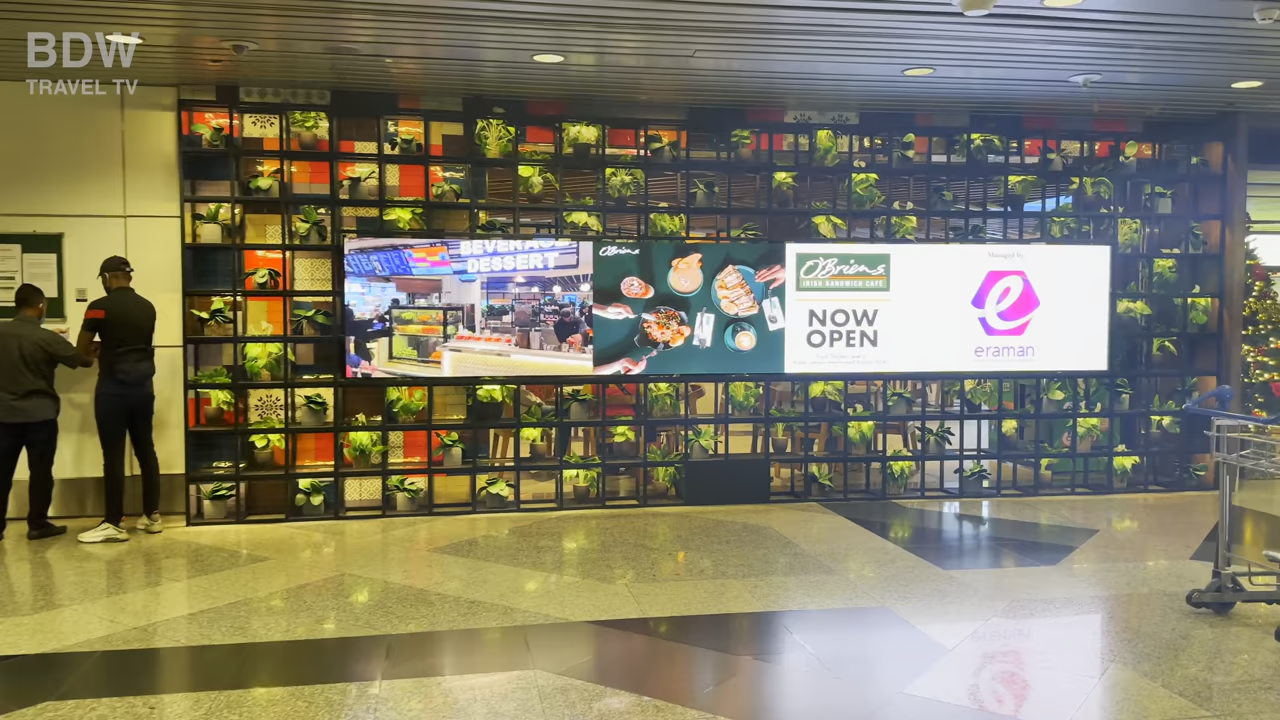 BDW
TRAVEL TV
BEVERAGE
DESSERT
O'Briens
O'Briens
IRISH SANDWICH CAFÉ
NOW
OPEN
Managed by
e
eraman